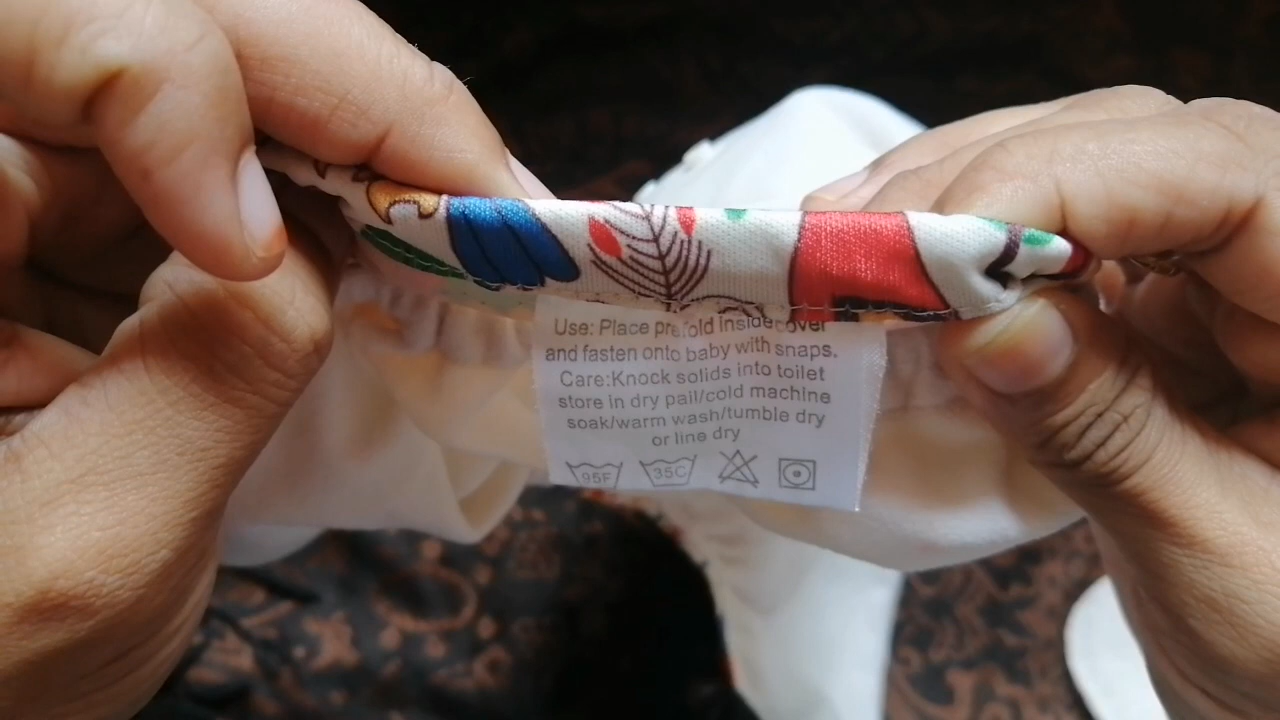 Use: Place prefold inside cover
and fasten onto baby with snaps.
Care:Knock solids into toilet
store in dry pail/cold machine
soak/warm wash/tumble dry
or line dry
95F 35C